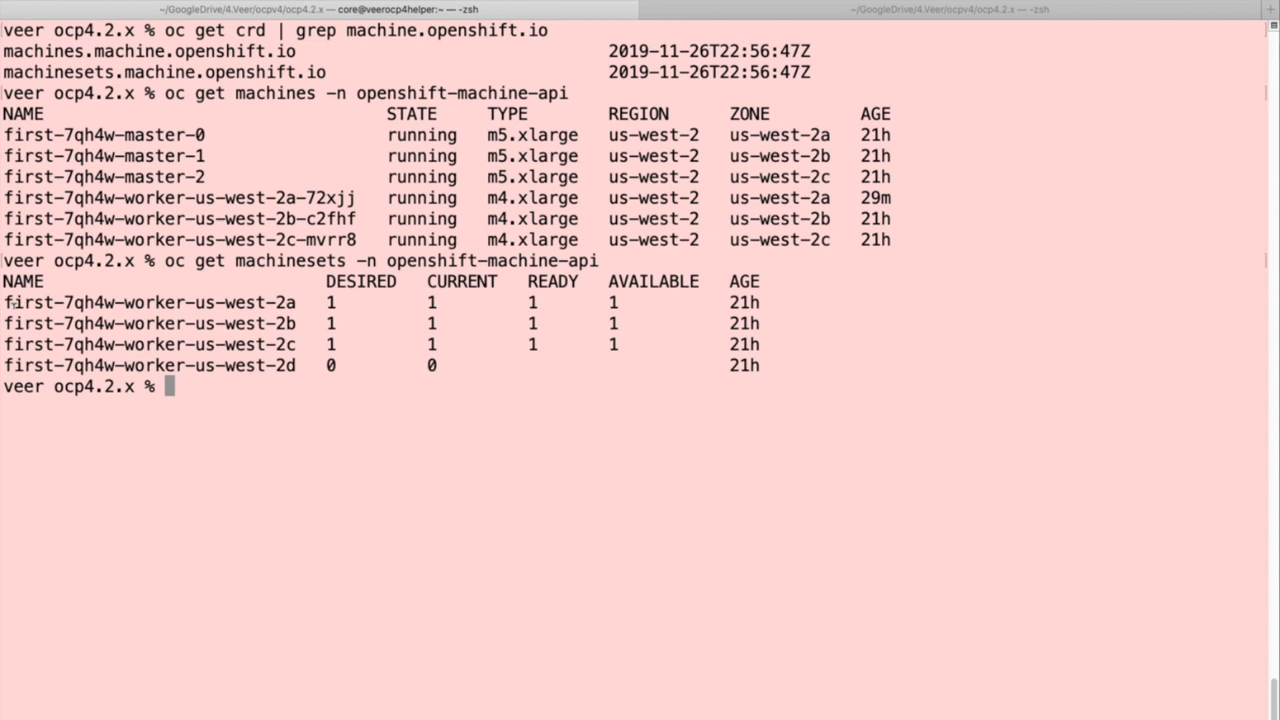 ~/GoogleDrive/4.Veer/ocpv4/ocp4.2.x — core@veerocp4helper:~ — -zsh
~/GoogleDrive/4.Veer/ocpv4/ocp4.2.x — -zsh
veer ocp4.2.x % oc get crd | grep machine.openshift.io
machines.machine.openshift.io 2019-11-26T22:56:47Z
machinesets.machine.openshift.io 2019-11-26T22:56:47Z
veer ocp4.2.x % oc get machines -n openshift-machine-api
NAME STATE TYPE REGION ZONE AGE
first-7qh4w-master-0 running m5.xlarge us-west-2 us-west-2a 21h
first-7qh4w-master-1 running m5.xlarge us-west-2 us-west-2b 21h
first-7qh4w-master-2 running m5.xlarge us-west-2 us-west-2c 21h
first-7qh4w-worker-us-west-2a-72xjj running m4.xlarge us-west-2 us-west-2a 29m
first-7qh4w-worker-us-west-2b-c2fhf running m4.xlarge us-west-2 us-west-2b 21h
first-7qh4w-worker-us-west-2c-mvrr8 running m4.xlarge us-west-2 us-west-2c 21h
veer ocp4.2.x % oc get machinesets -n openshift-machine-api
NAME DESIRED CURRENT READY AVAILABLE AGE
first-7qh4w-worker-us-west-2a 1 1 1 1 21h
first-7qh4w-worker-us-west-2b 1 1 1 1 21h
first-7qh4w-worker-us-west-2c 1 1 1 1 21h
first-7qh4w-worker-us-west-2d 0 0 21h
veer ocp4.2.x %